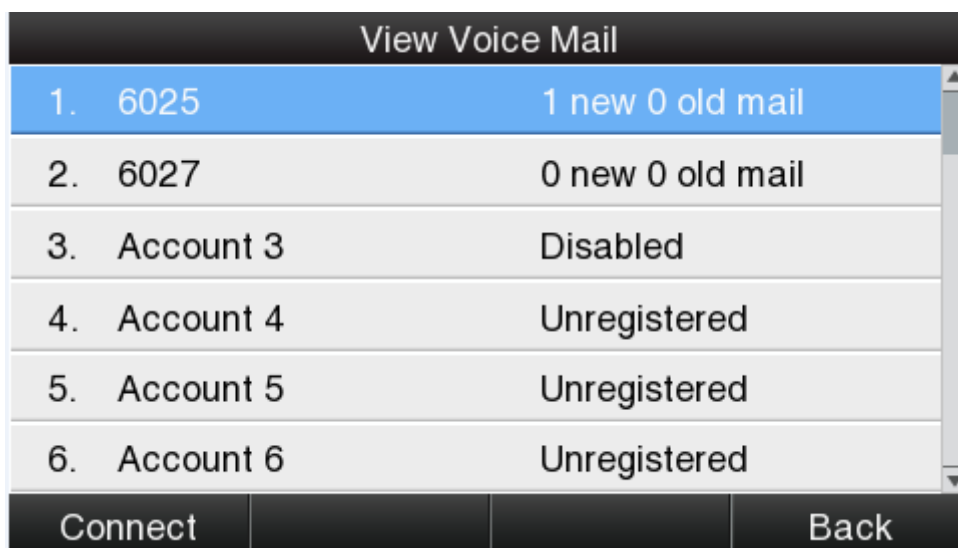 View Voice Mail
1. 6025 1 new 0 old mail
2. 6027 0 new 0 old mail
3. Account 3 Disabled
4. Account 4 Unregistered
5. Account 5 Unregistered
6. Account 6 Unregistered
Connect Back